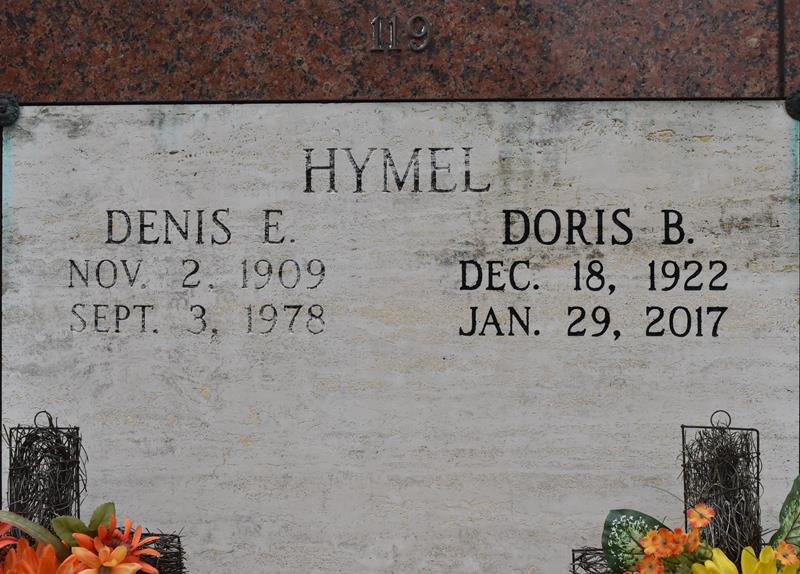 119
HYMEL
DENIS E.
NOV. 2, 1909
SEPT. 3, 1978
DORIS B.
DEC. 18, 1922
JAN. 29, 2017